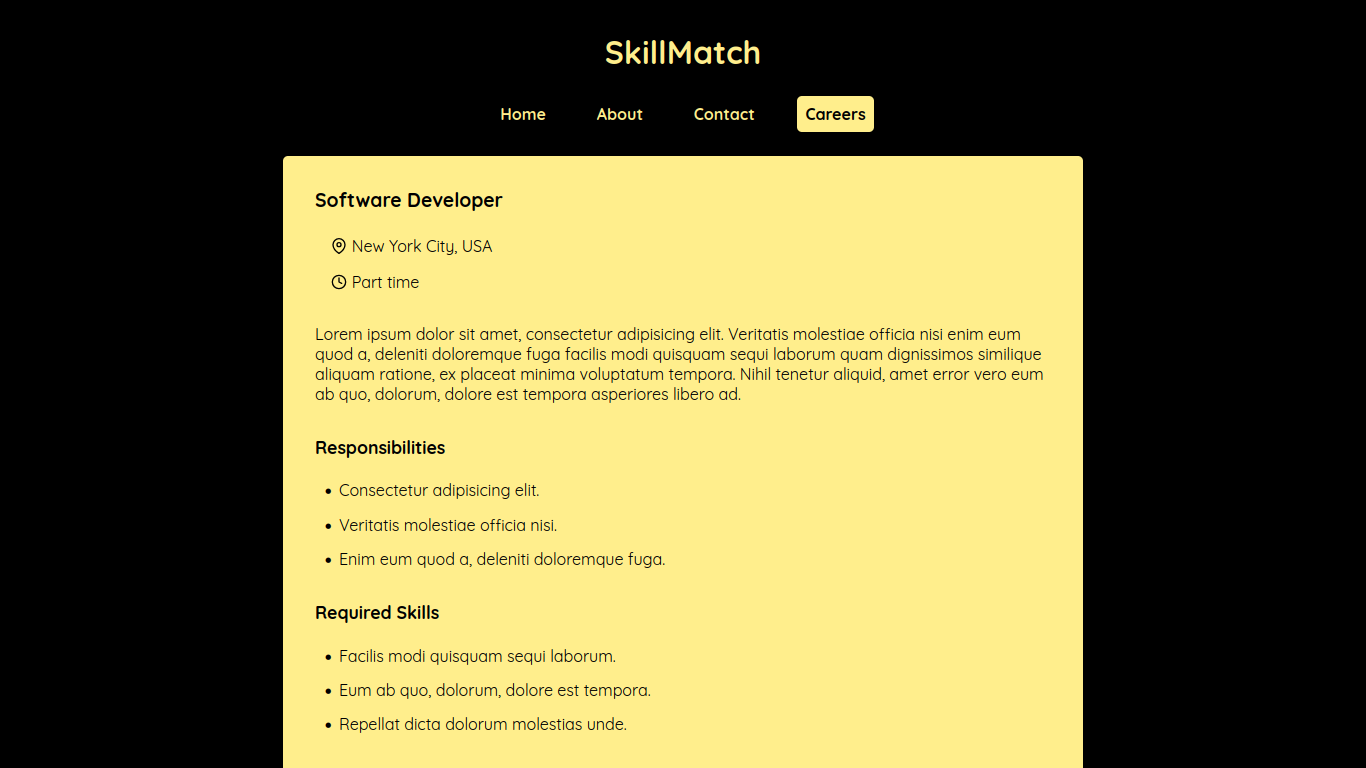 SkillMatch
Home About Contact Careers
Software Developer
New York City, USA
Part time
Lorem ipsum dolor sit amet, consectetur adipisicing elit. Veritatis molestiae officia nisi enim eum
quod a, deleniti doloremque fuga facilis modi quisquam sequi laborum quam dignissimos similique
aliquam ratione, ex placeat minima voluptatum tempora. Nihil tenetur aliquid, amet error vero eum
ab quo, dolorum, dolore est tempora asperiores libero ad.
Responsibilities
• Consectetur adipisicing elit.
• Veritatis molestiae officia nisi.
• Enim eum quod a, deleniti doloremque fuga.
Required Skills
• Facilis modi quisquam sequi laborum.
• Eum ab quo, dolorum, dolore est tempora.
• Repellat dicta dolorum molestias unde.